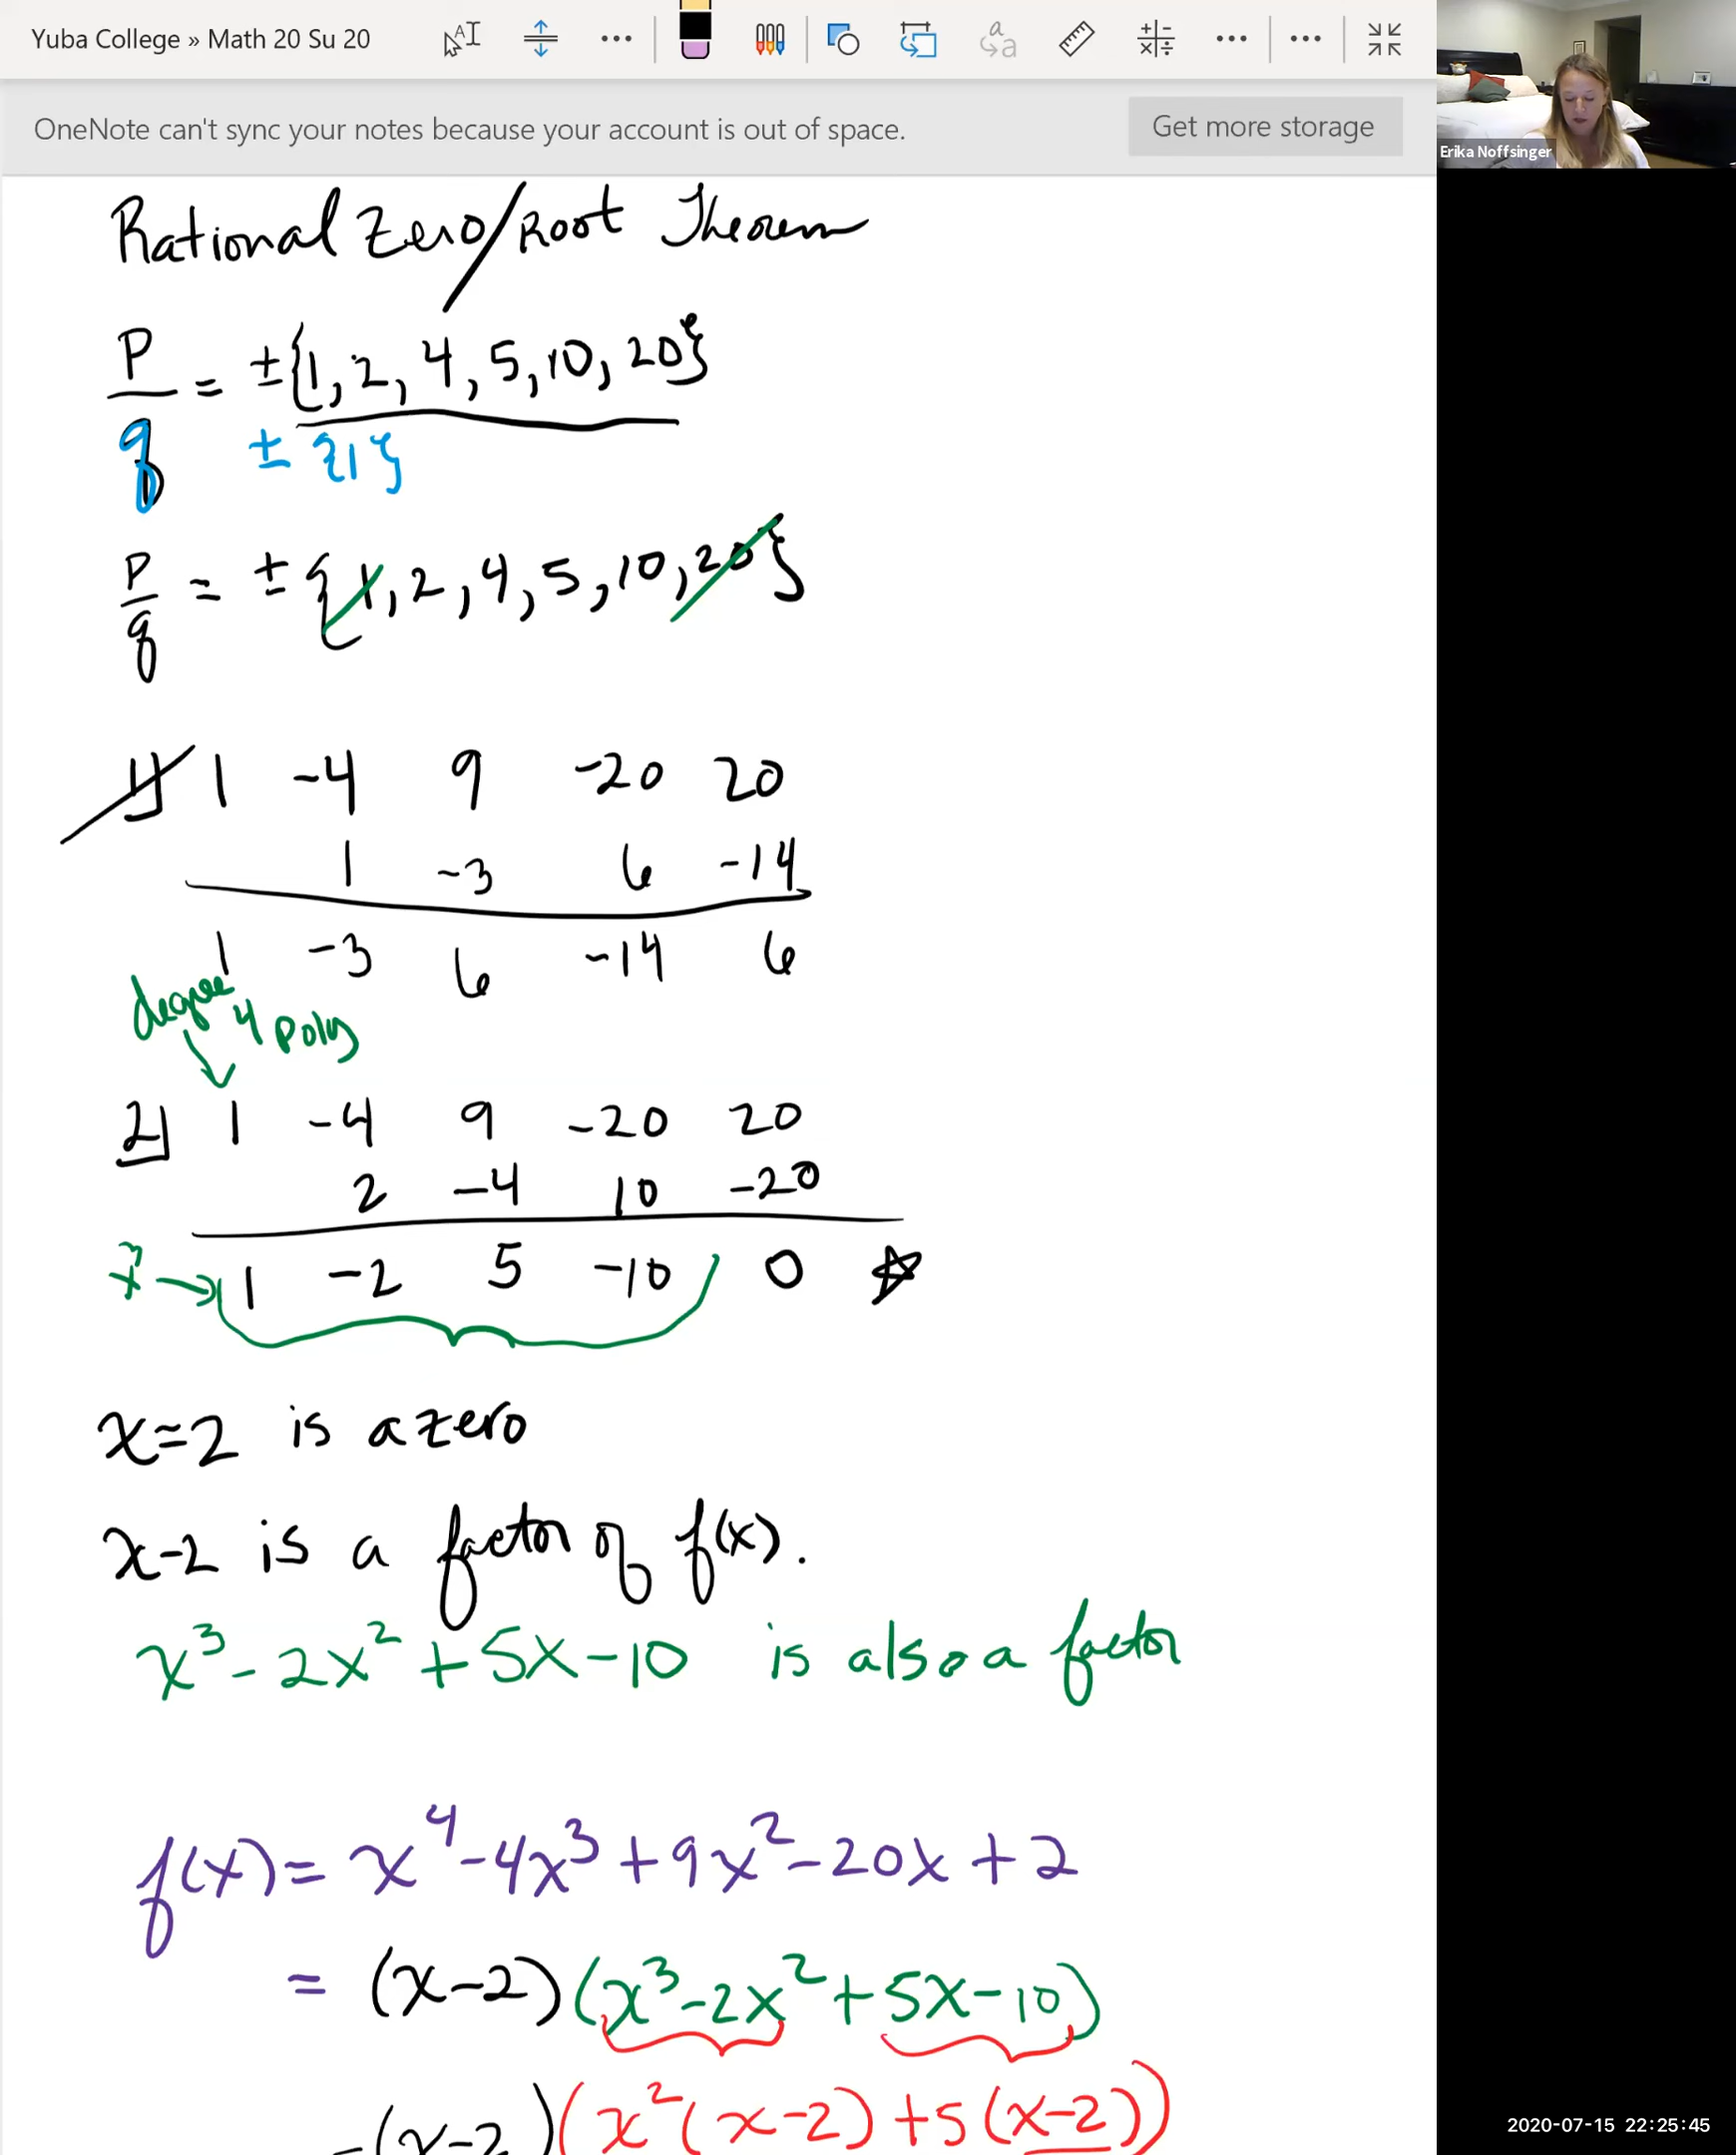 Yuba College » Math 20 Su 20
OneNote can't sync your notes because your account is out of space.
Get more storage
Erika Noffsinger
Rational Zero/Root Theorem
P/q = ±{1, 2, 4, 5, 10, 20} / ±{1}
P/q = ±{1, 2, 4, 5, 10, 20}
1| 1 -4 9 -20 20
1 -3 6 -14
1 -3 6 -14 6
degree 4 poly
2| 1 -4 9 -20 20
2 -4 10 -20
x³ → 1 -2 5 -10 0
x=2 is a zero
x-2 is a factor of f(x).
x³-2x²+5x-10 is also a factor
f(x)= x⁴-4x³+9x²-20x+2
= (x-2)(x³-2x²+5x-10)
=(x-2)(x²(x-2)+5(x-2))
2020-07-15 22:25:45